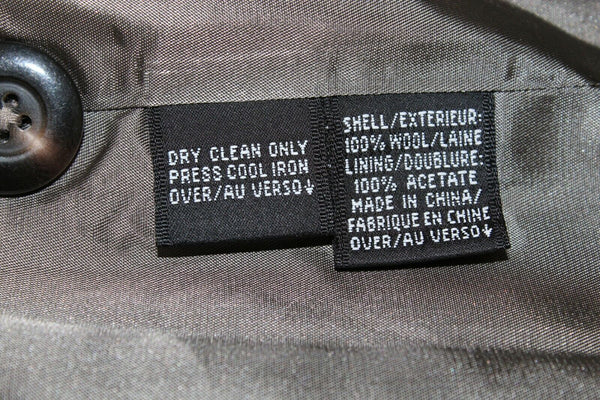 DRY CLEAN ONLY
PRESS COOL IRON
OVER/AU VERSO↓
SHELL/EXTERIEUR:
100% WOOL/LAINE
LINING/DOUBLURE:
100% ACETATE
MADE IN CHINA/
FABRIQUE EN CHINE
OVER/AU VERSO↓